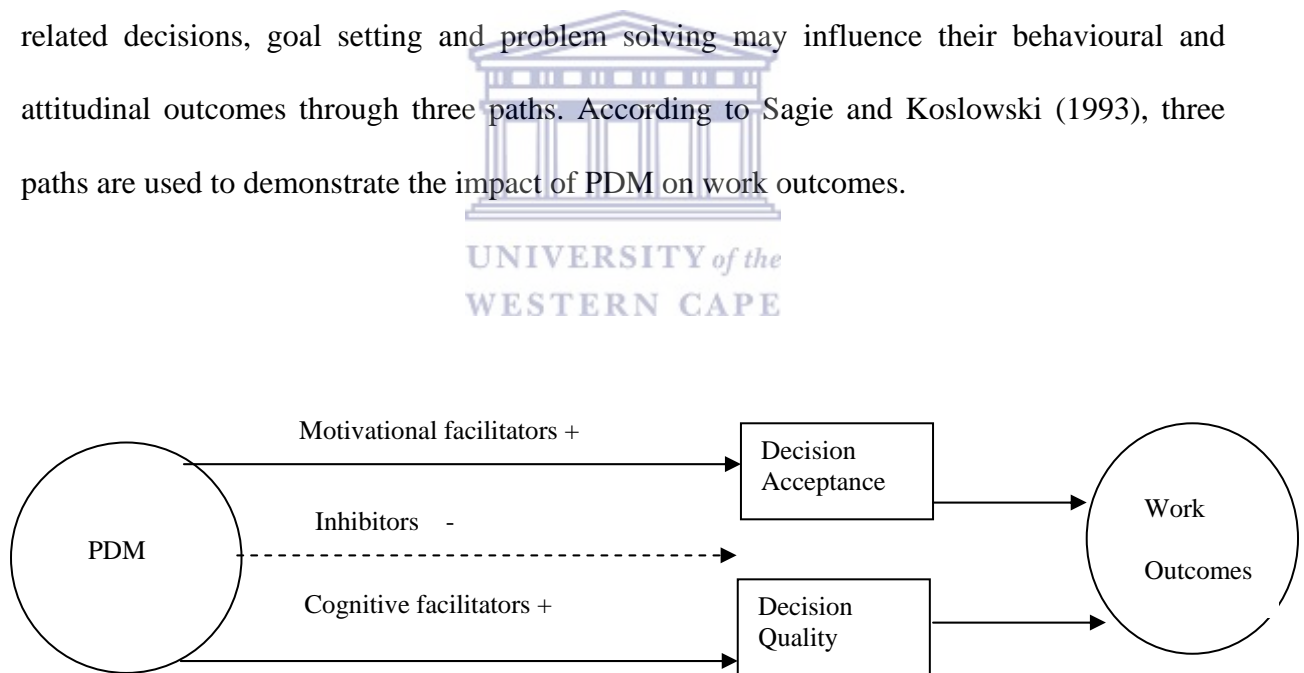 related decisions, goal setting and problem solving may influence their behavioural and
attitudinal outcomes through three paths. According to Sagie and Koslowski (1993), three
paths are used to demonstrate the impact of PDM on work outcomes.
UNIVERSITY of the
WESTERN CAPE
Motivational facilitators +
Decision
Acceptance
Inhibitors -
PDM
Work
Outcomes
Cognitive facilitators +
Decision
Quality